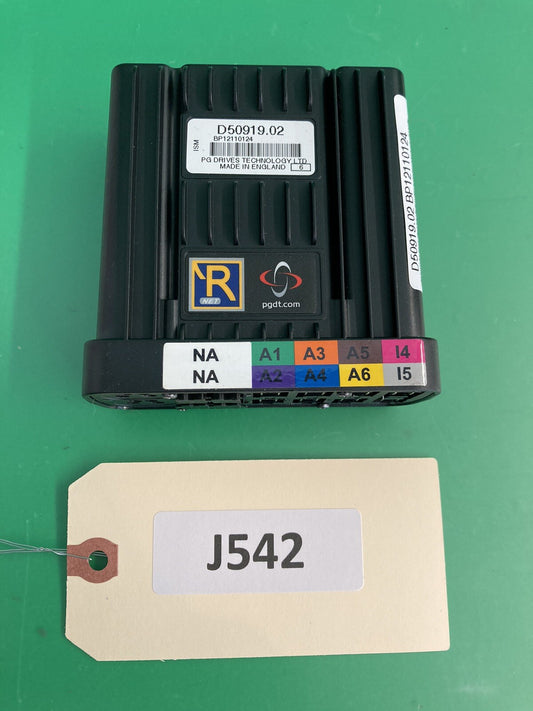 D50919.02
BP12110124
ISM
PG DRIVES TECHNOLOGY LTD
MADE IN ENGLAND 6
D50919.02 BP12110124
R
NET
pgdt.com
NA A1 A3 A5 I4
NA A2 A4 A6 I5
J542